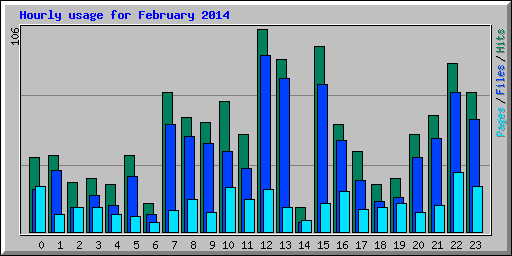 Hourly usage for February 2014
106
Pages/Files/Hits
0 1 2 3 4 5 6 7 8 9 10 11 12 13 14 15 16 17 18 19 20 21 22 23